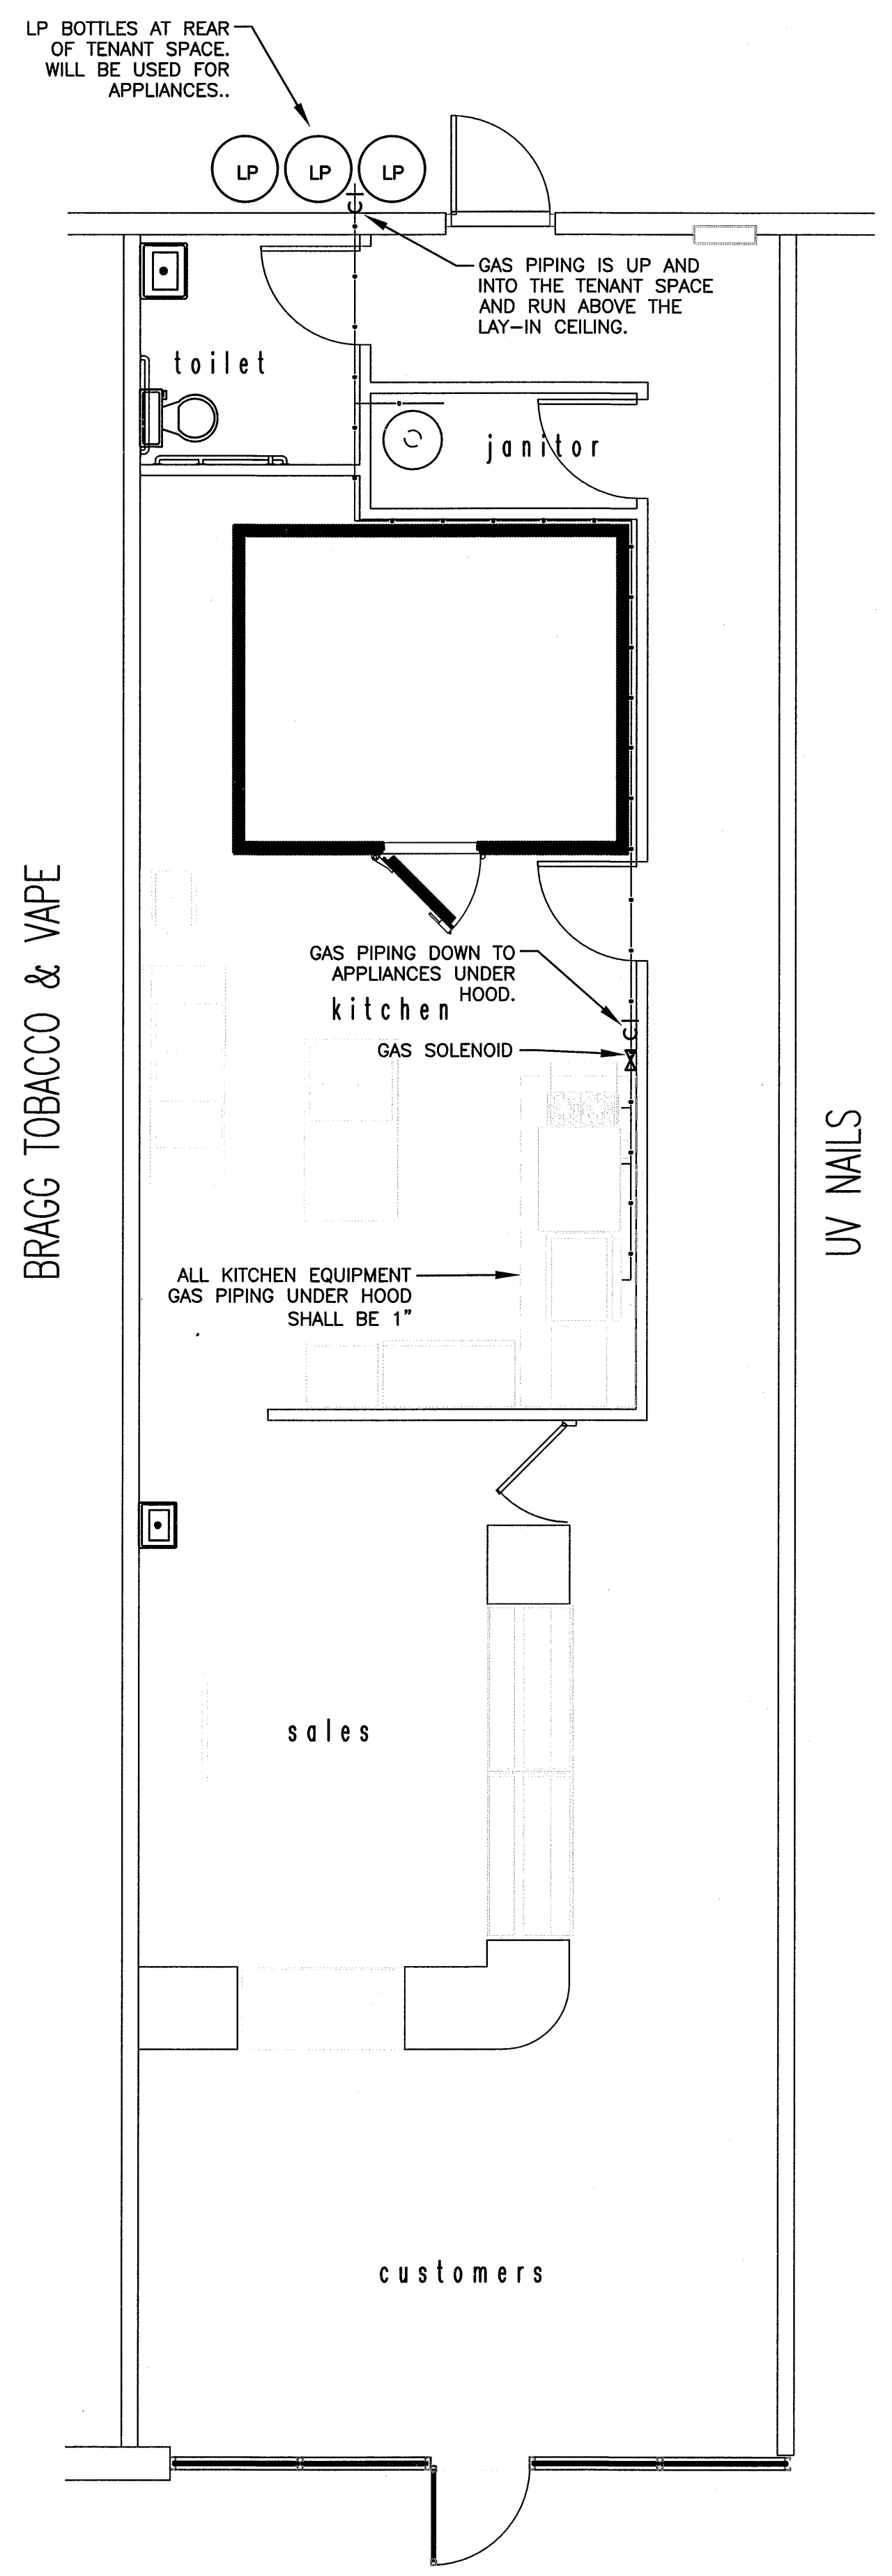 LP BOTTLES AT REAR
OF TENANT SPACE.
WILL BE USED FOR
APPLIANCES..
LP
LP
LP
GAS PIPING IS UP AND
INTO THE TENANT SPACE
AND RUN ABOVE THE
LAY-IN CEILING.
toilet
janitor
BRAGG TOBACCO & VAPE
GAS PIPING DOWN TO
APPLIANCES UNDER
HOOD.
kitchen
GAS SOLENOID
UV NAILS
ALL KITCHEN EQUIPMENT
GAS PIPING UNDER HOOD
SHALL BE 1"
sales
customers